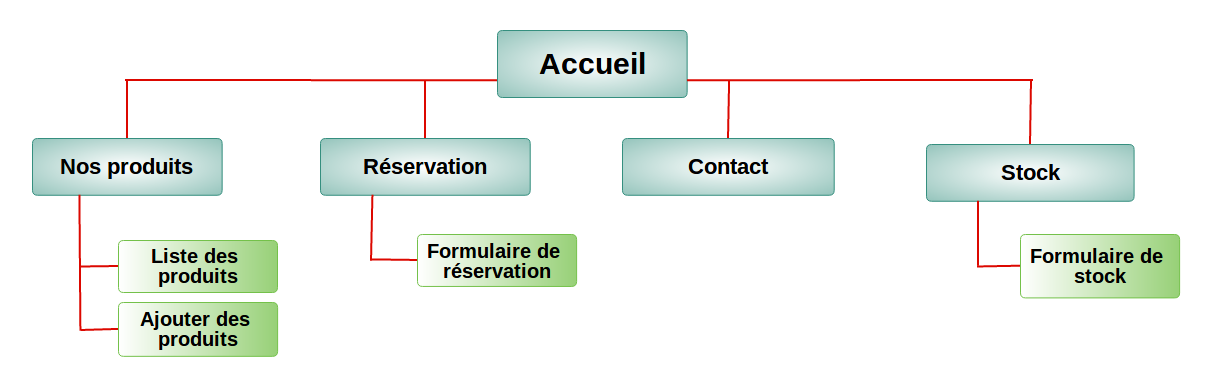 Accueil
Nos produits
Réservation
Contact
Stock
Liste des
produits
Ajouter des
produits
Formulaire de
réservation
Formulaire de
stock